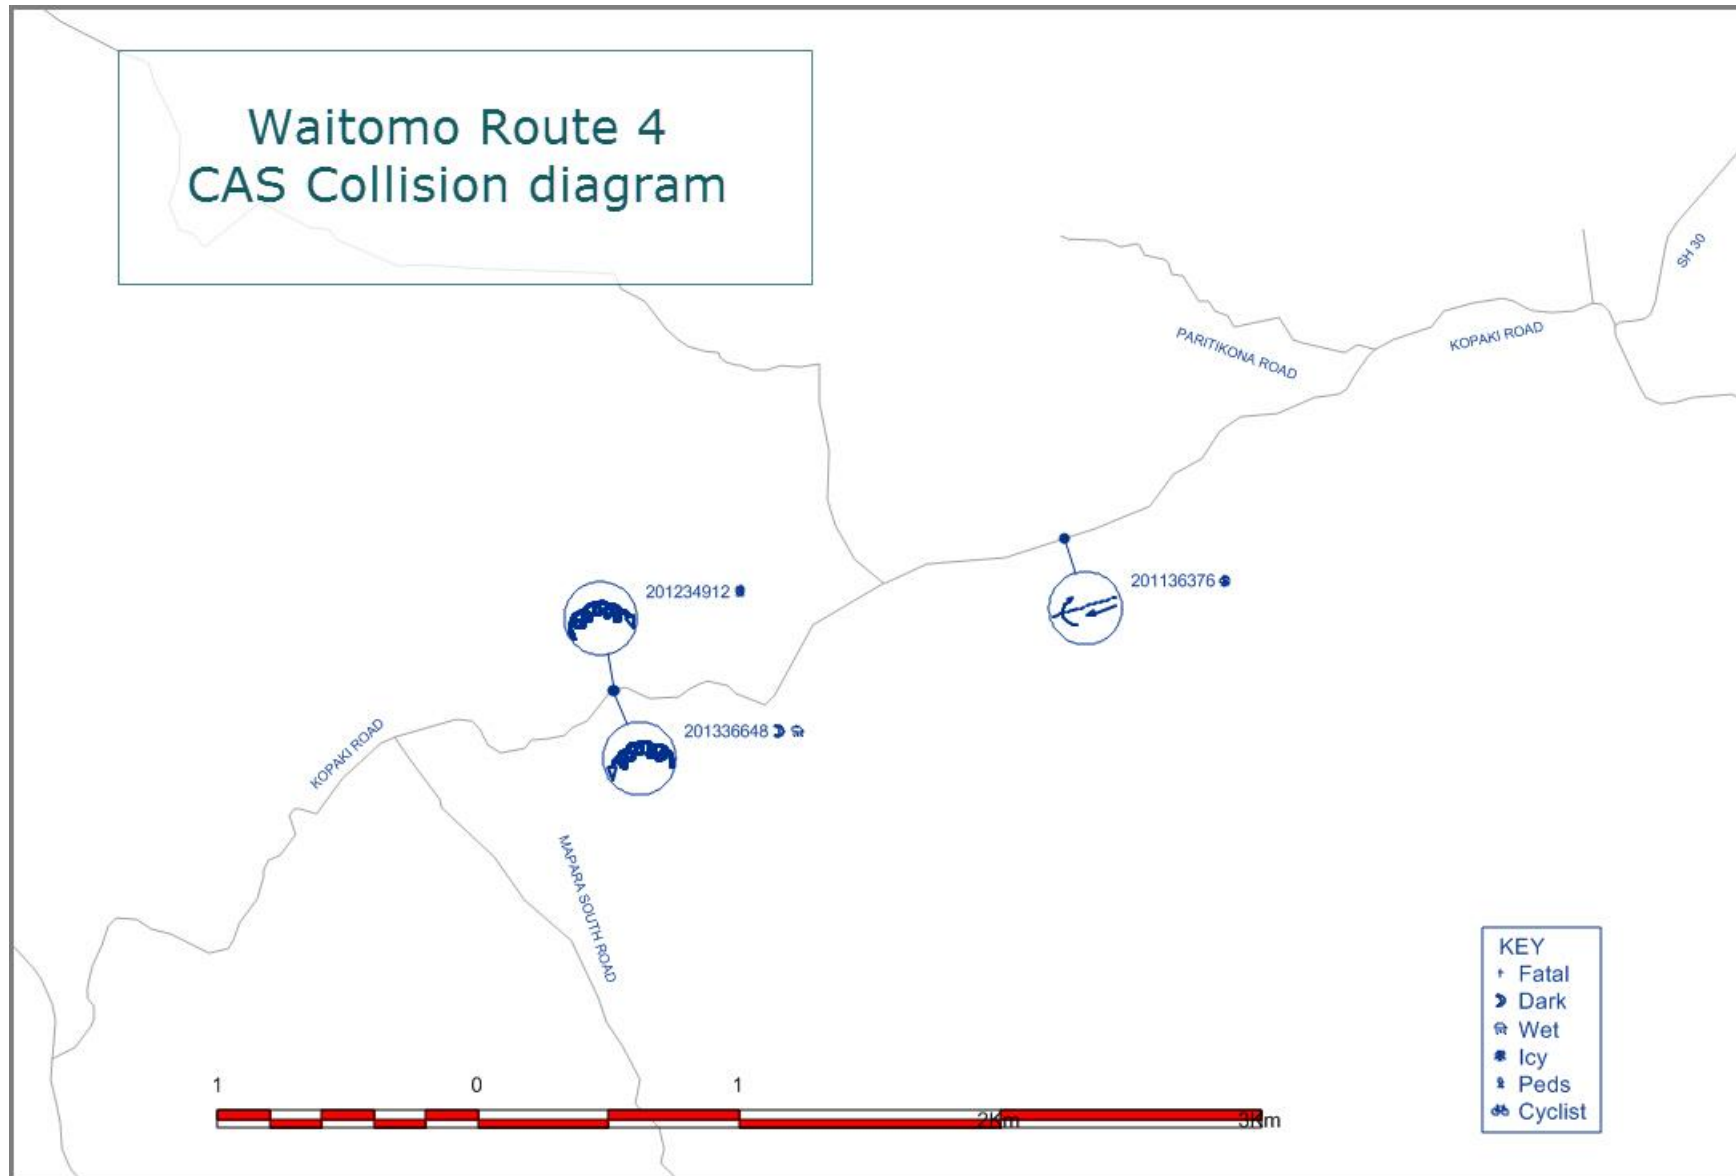 Waitomo Route 4
CAS Collision diagram
SH 30
PARITIKONA ROAD
KOPAKI ROAD
201234912
201136376
201336648
KOPAKI ROAD
MAPARA SOUTH ROAD
KEY
Fatal
Dark
Wet
Icy
Peds
Cyclist
1 0 1 2Km 3Km